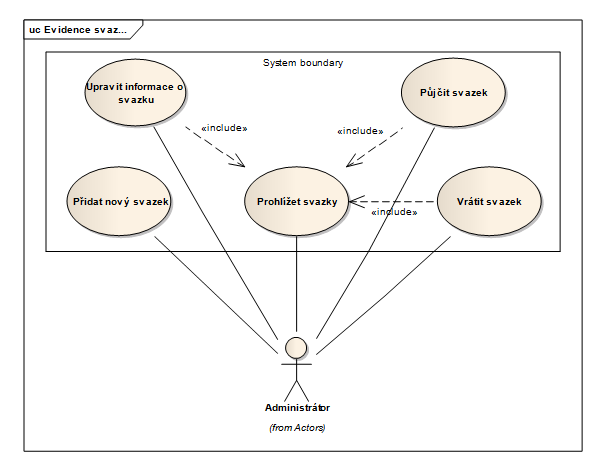 uc Evidence svaz...
System boundary
Upravit informace o
svazku
Půjčit svazek
«include»
«include»
Přidat nový svazek
Prohlížet svazky
Vrátit svazek
«include»
Administrátor
(from Actors)